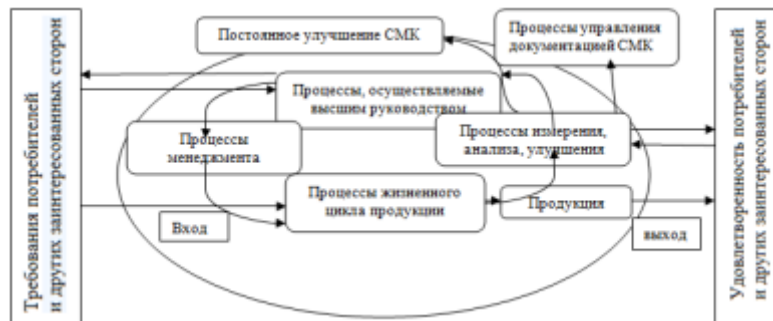 Требования потребителей
и других заинтересованных сторон
Постоянное улучшение СМК
Процессы управления
документацией СМК
Процессы, осуществляемые
высшим руководством
Процессы
менеджмента
Процессы измерения,
анализа, улучшения
Процессы жизненного
цикла продукции
Продукция
Вход
выход
Удовлетворенность потребителей
и других заинтересованных сторон